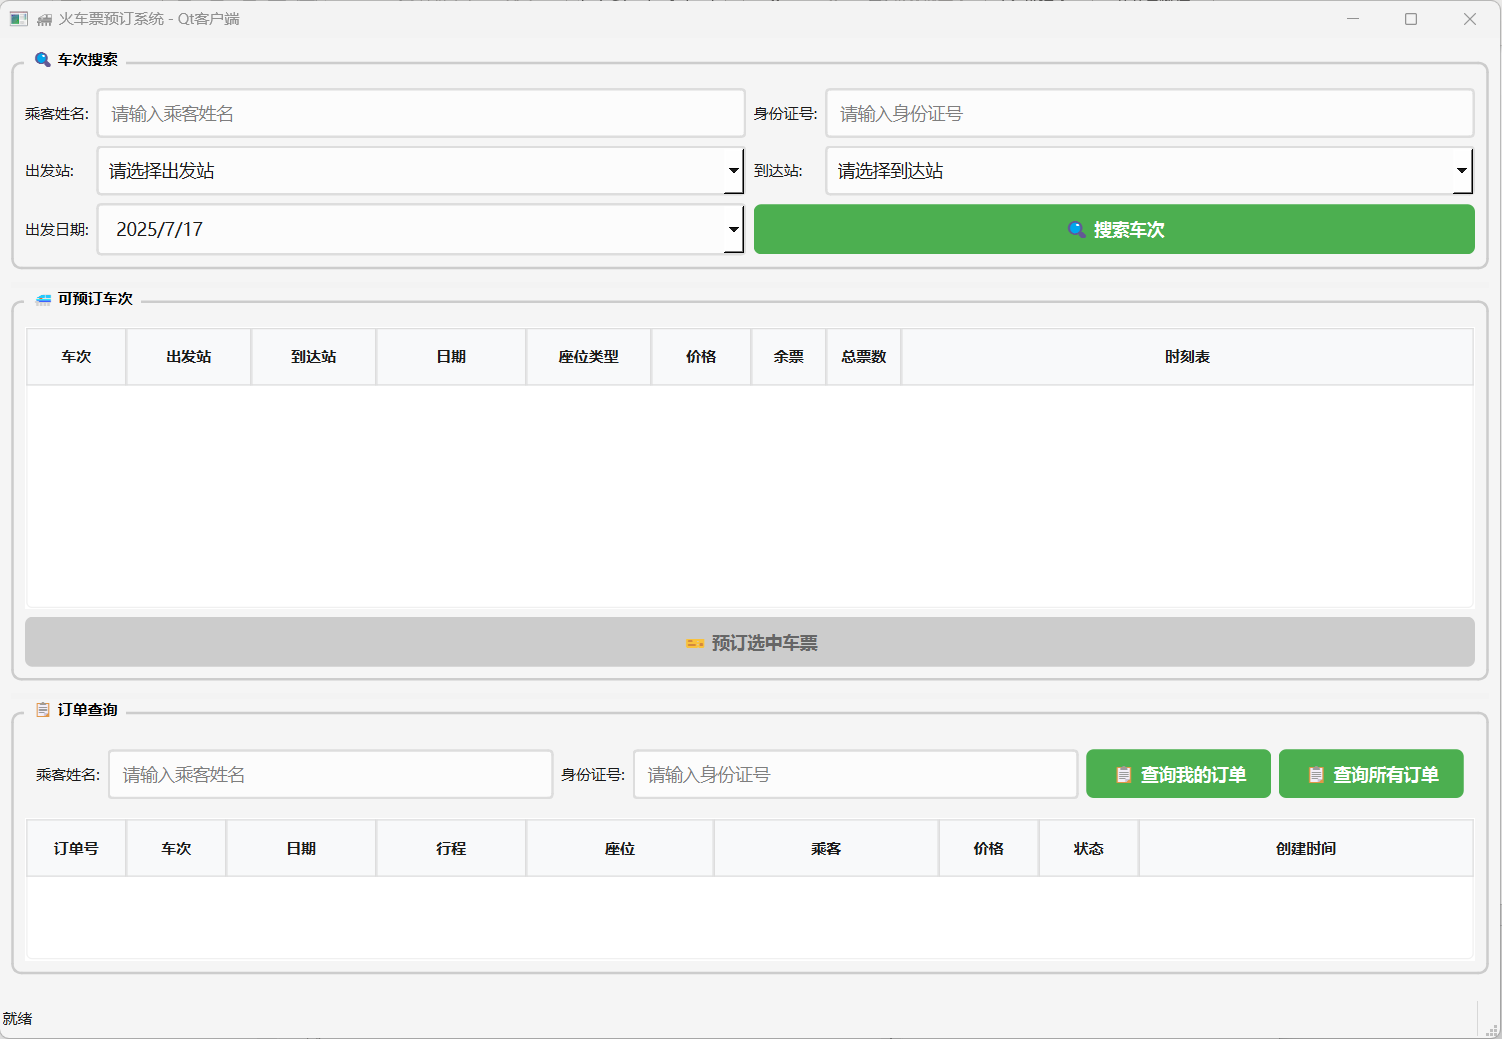 火车票预订系统 - Qt客户端
车次搜索
乘客姓名: 请输入乘客姓名 身份证号: 请输入身份证号
出发站: 请选择出发站 到达站: 请选择到达站
出发日期: 2025/7/17 搜索车次
可预订车次
车次 出发站 到达站 日期 座位类型 价格 余票 总票数 时刻表
预订选中车票
订单查询
乘客姓名: 请输入乘客姓名 身份证号: 请输入身份证号 查询我的订单 查询所有订单
订单号 车次 日期 行程 座位 乘客 价格 状态 创建时间
就绪